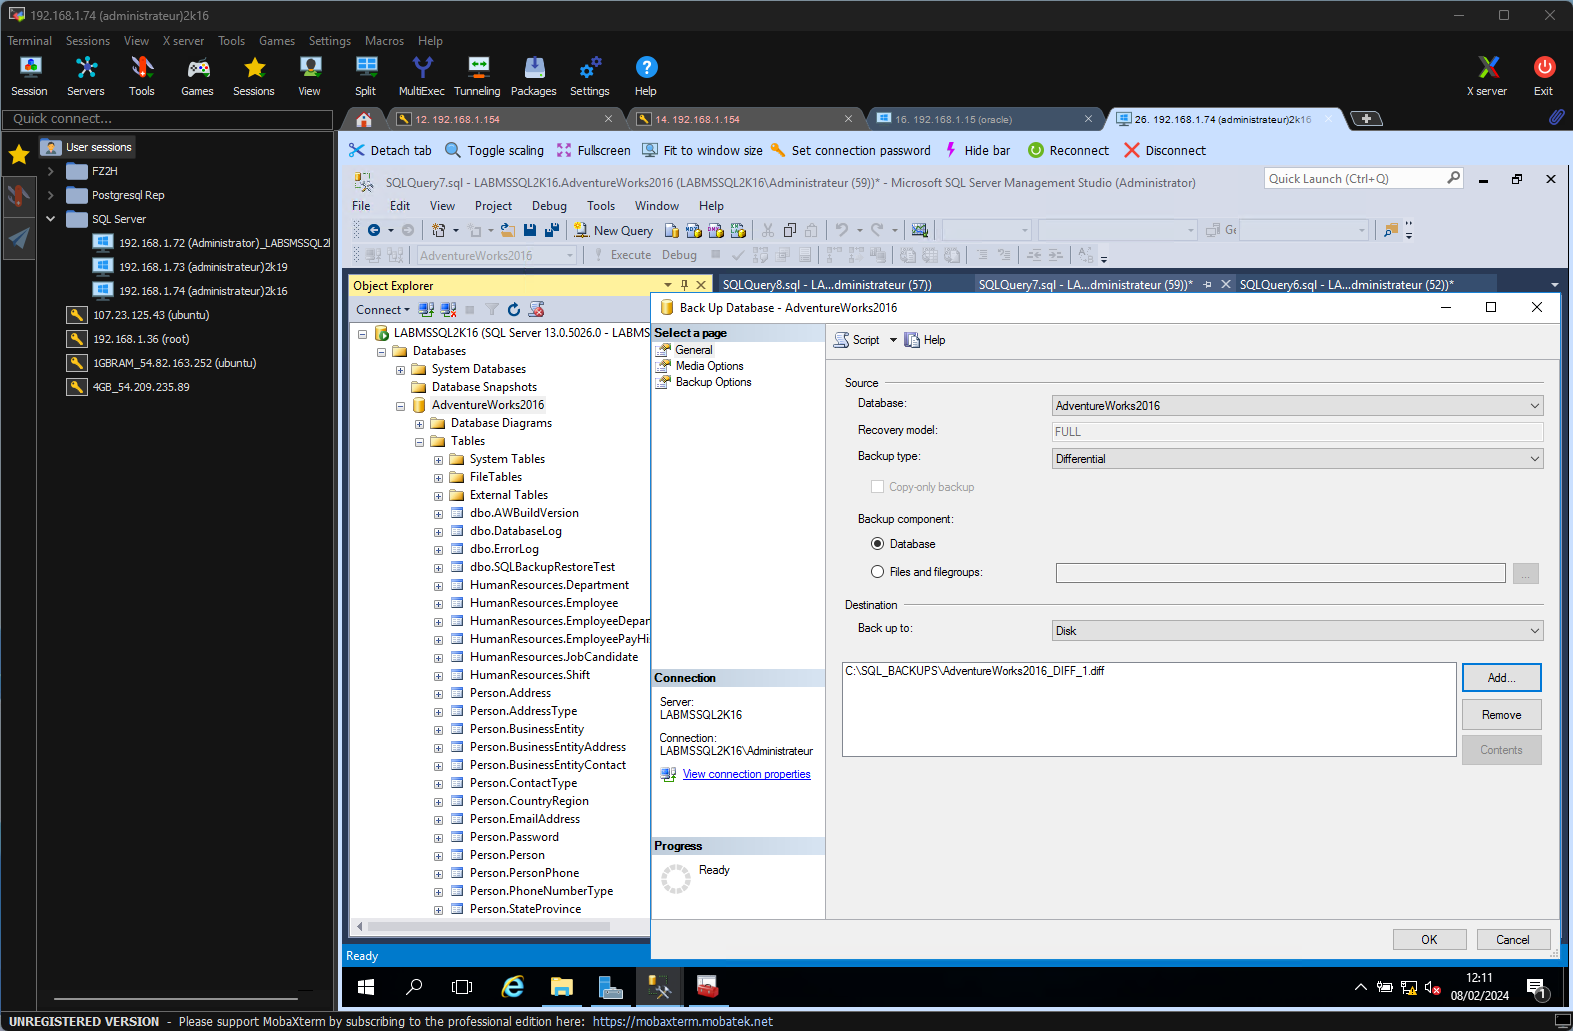 192.168.1.74 (administrateur)2k16
Terminal Sessions View X server Tools Games Settings Macros Help
Session Servers Tools Games Sessions View Split MultiExec Tunneling Packages Settings Help X server Exit
Quick connect...
12. 192.168.1.154
14. 192.168.1.154
16. 192.168.1.15 (oracle)
26. 192.168.1.74 (administrateur)2k16
User sessions
FZ2H
Postgresql Rep
SQL Server
192.168.1.72 (Administrator)_LABSMSSQL2
192.168.1.73 (administrateur)2k19
192.168.1.74 (administrateur)2k16
107.23.125.43 (ubuntu)
192.168.1.36 (root)
1GBRAM_54.82.163.252 (ubuntu)
4GB_54.209.235.89
Detach tab Toggle scaling Fullscreen Fit to window size Set connection password Hide bar Reconnect Disconnect
SQLQuery7.sql - LABMSSQL2K16.AdventureWorks2016 (LABMSSQL2K16\Administrateur (59))* - Microsoft SQL Server Management Studio (Administrator)
Quick Launch (Ctrl+Q)
File Edit View Project Debug Tools Window Help
New Query
AdventureWorks2016
Execute Debug
Object Explorer
SQLQuery8.sql - LA...dministrateur (57))
SQLQuery7.sql - LA...dministrateur (59))*
SQLQuery6.sql - LA...dministrateur (52))*
Connect
LABMSSQL2K16 (SQL Server 13.0.5026.0 - LABMS
Databases
System Databases
Database Snapshots
AdventureWorks2016
Database Diagrams
Tables
System Tables
FileTables
External Tables
dbo.AWBuildVersion
dbo.DatabaseLog
dbo.ErrorLog
dbo.SQLBackupRestoreTest
HumanResources.Department
HumanResources.Employee
HumanResources.EmployeeDepar
HumanResources.EmployeePayHi
HumanResources.JobCandidate
HumanResources.Shift
Person.Address
Person.AddressType
Person.BusinessEntity
Person.BusinessEntityAddress
Person.BusinessEntityContact
Person.ContactType
Person.CountryRegion
Person.EmailAddress
Person.Password
Person.Person
Person.PersonPhone
Person.PhoneNumberType
Person.StateProvince
Back Up Database - AdventureWorks2016
Select a page
General
Media Options
Backup Options
Connection
Server:
LABMSSQL2K16
Connection:
LABMSSQL2K16\Administrateur
View connection properties
Progress
Ready
Script Help
Source
Database: AdventureWorks2016
Recovery model: FULL
Backup type: Differential
Copy-only backup
Backup component:
Database
Files and filegroups: ...
Destination
Back up to: Disk
C:\SQL_BACKUPS\AdventureWorks2016_DIFF_1.diff
Add...
Remove
Contents
OK Cancel
Ready
12:11
08/02/2024
1
UNREGISTERED VERSION - Please support MobaXterm by subscribing to the professional edition here: https://mobaxterm.mobatek.net